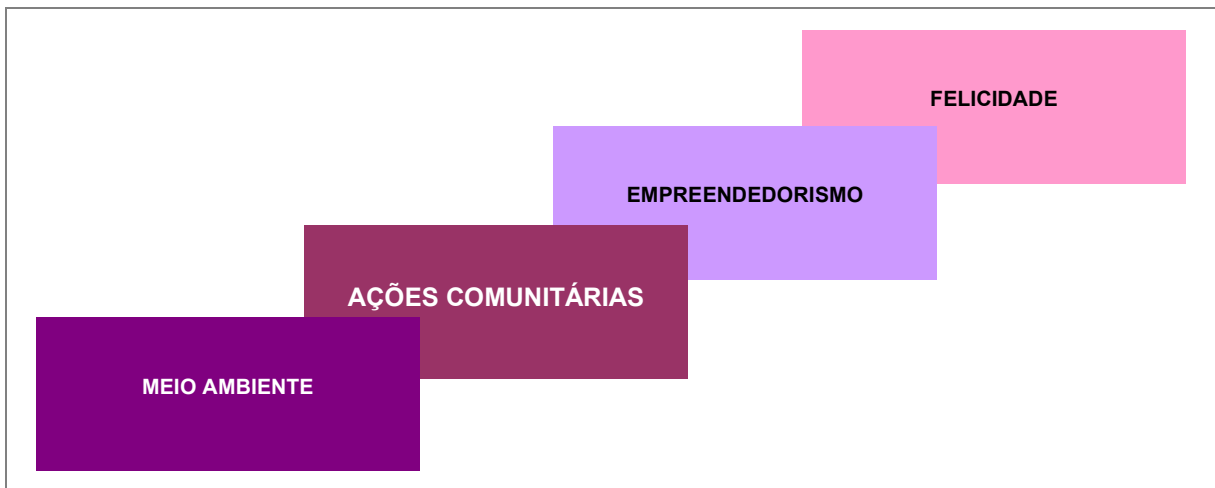 FELICIDADE
EMPREENDEDORISMO
AÇÕES COMUNITÁRIAS
MEIO AMBIENTE